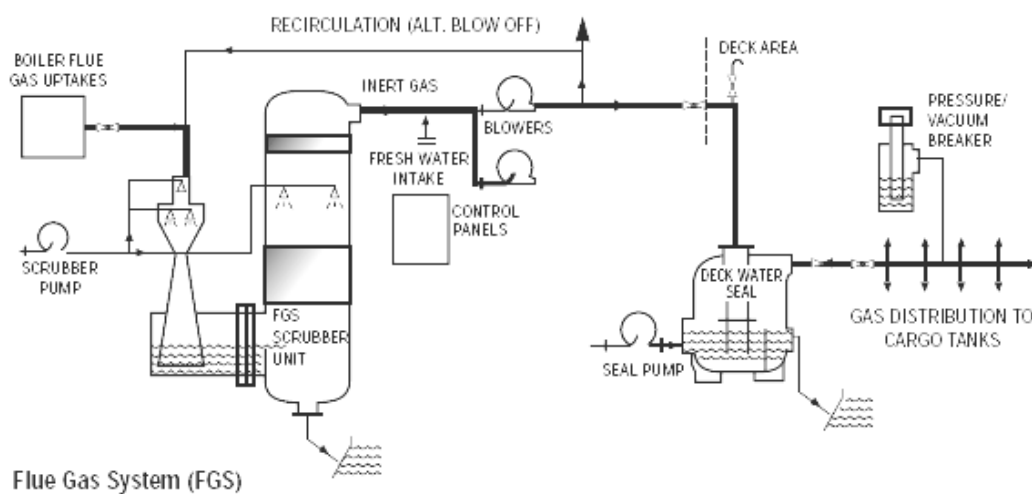 RECIRCULATION (ALT. BLOW OFF)
BOILER FLUE
GAS UPTAKES
DECK AREA
INERT GAS
PRESSURE/
VACUUM
BREAKER
BLOWERS
FRESH WATER
INTAKE
CONTROL
PANELS
SCRUBBER
PUMP
DECK WATER
SEAL
FGS
SCRUBBER
UNIT
GAS DISTRIBUTION TO
CARGO TANKS
SEAL PUMP
Flue Gas System (FGS)